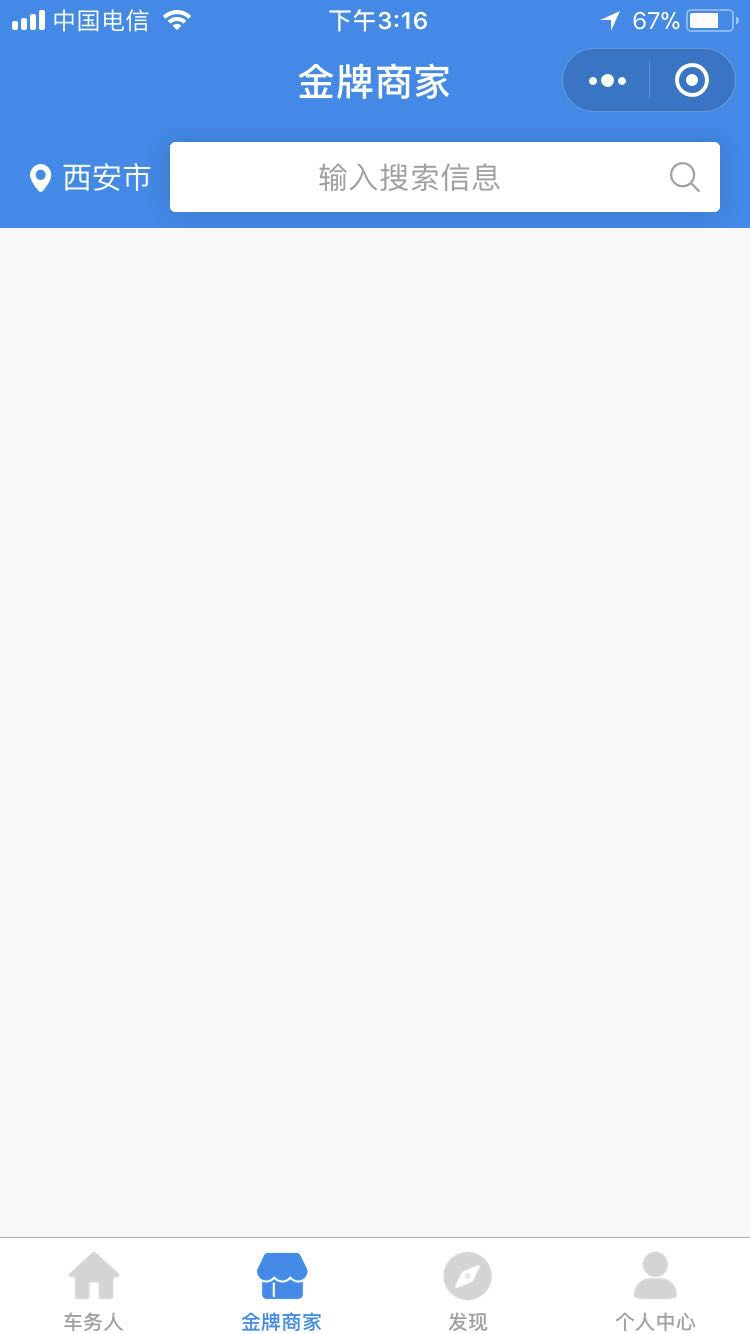 中国电信 下午3:16 67%
金牌商家
西安市 输入搜索信息
车务人 金牌商家 发现 个人中心